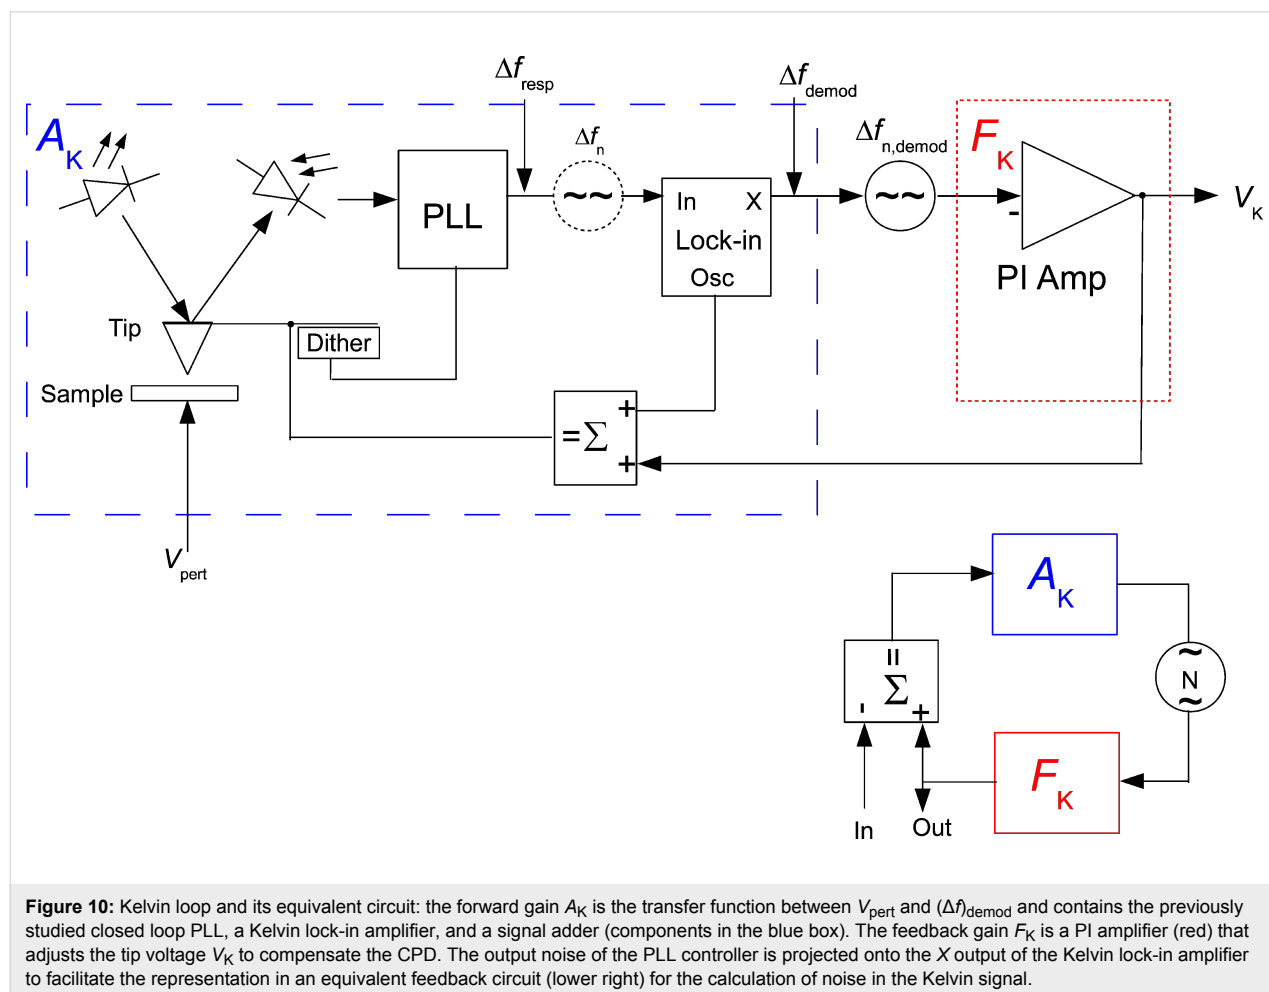 Δf resp
Δf demod
A K
Δf n
Δf n,demod
F K
PLL
In X
Lock-in
Osc
-
V K
PI Amp
Tip
Dither
Sample
+
=Σ
+
V pert
A K
=
Σ
- +
N
F K
In Out
Figure 10: Kelvin loop and its equivalent circuit: the forward gain A K is the transfer function between V pert and (Δf) demod and contains the previously
studied closed loop PLL, a Kelvin lock-in amplifier, and a signal adder (components in the blue box). The feedback gain F K is a PI amplifier (red) that
adjusts the tip voltage V K to compensate the CPD. The output noise of the PLL controller is projected onto the X output of the Kelvin lock-in amplifier
to facilitate the representation in an equivalent feedback circuit (lower right) for the calculation of noise in the Kelvin signal.